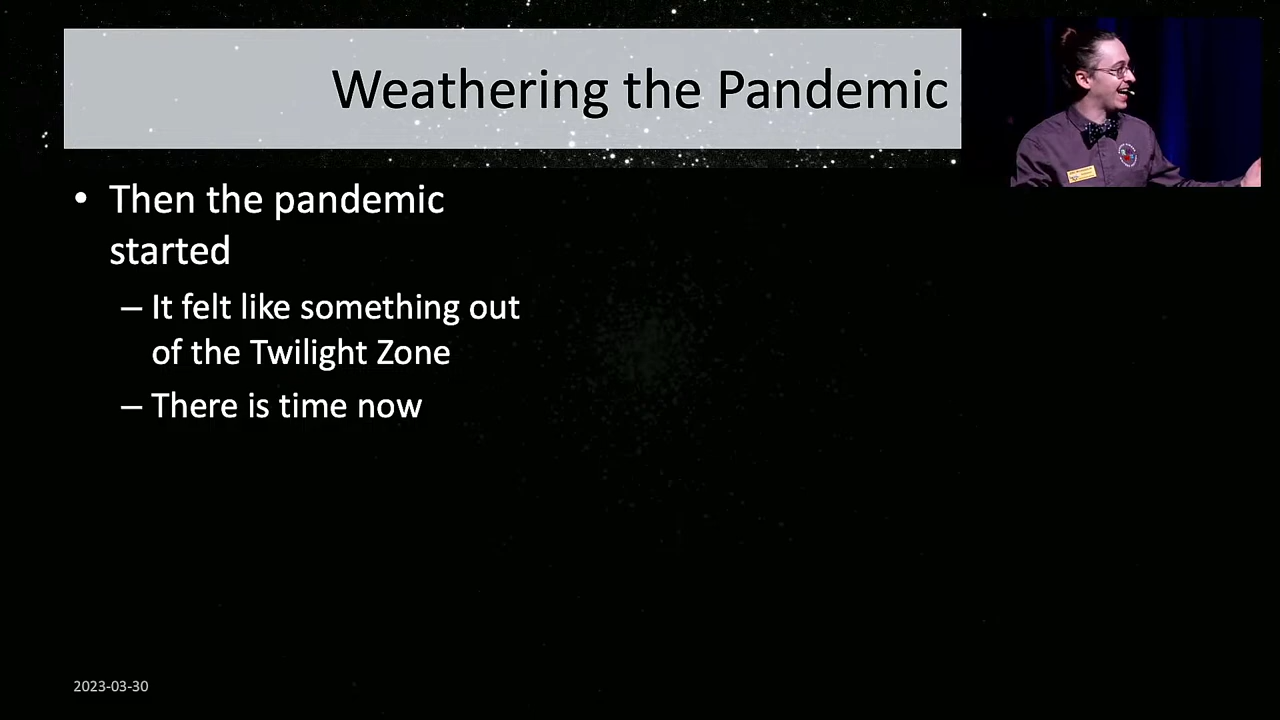 Weathering the Pandemic
• Then the pandemic
started
– It felt like something out
of the Twilight Zone
– There is time now
2023-03-30